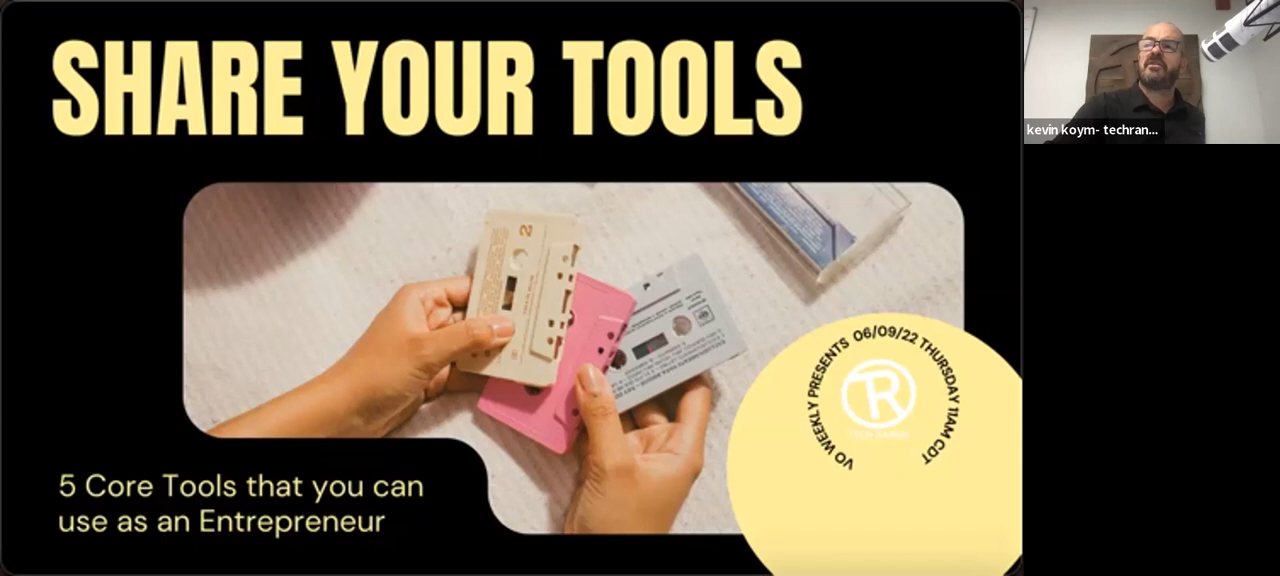 SHARE YOUR TOOLS
kevin koym- techran...
2
VO WEEKLY PRESENTS 06/09/22 THURSDAY 11AM CDT
R
5 Core Tools that you can
use as an Entrepreneur